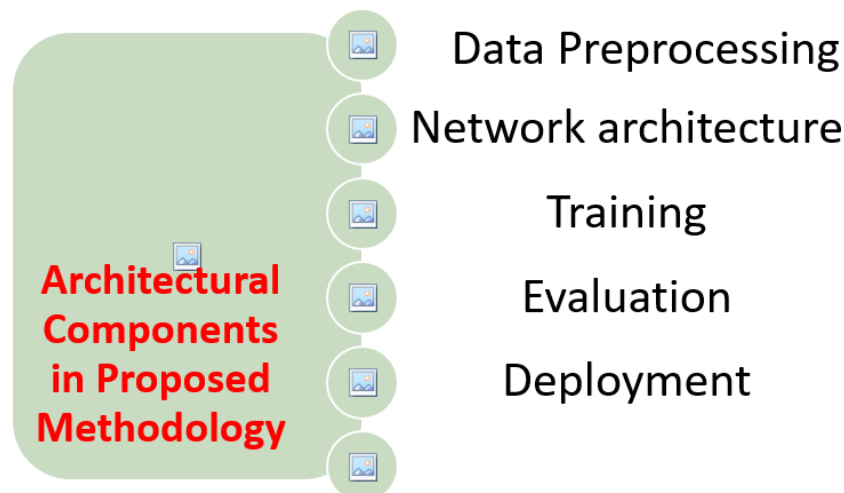 Data Preprocessing
Network architecture
Training
Evaluation
Deployment
Architectural
Components
in Proposed
Methodology